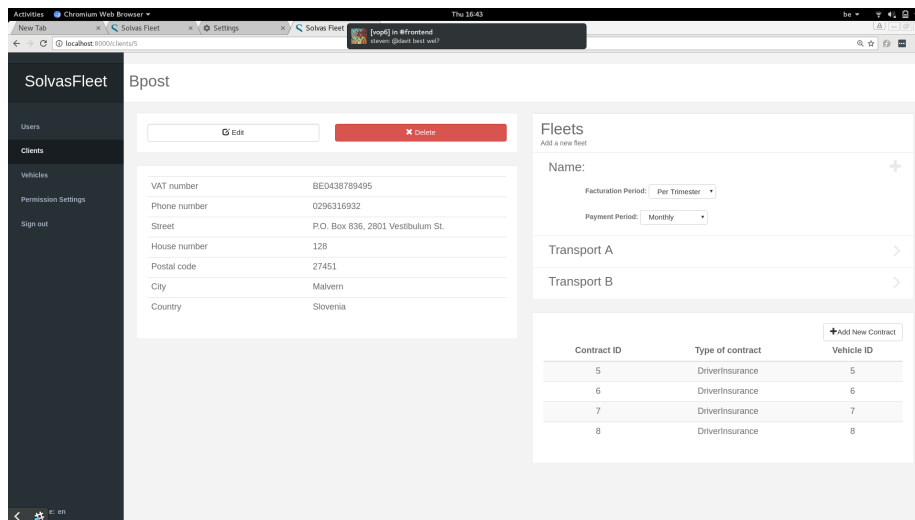 Activities Chromium Web Browser Thu 16:43 be
New Tab Solvas Fleet Settings Solvas Fleet
[vop6] in #frontend
steven: @davit best wel?
localhost:8000/clients/5
SolvasFleet
Bpost
Users
Clients
Vehicles
Permission Settings
Sign out
e: en
Edit
Delete
VAT number BE0438789495
Phone number 0296316932
Street P.O. Box 836, 2801 Vestibulum St.
House number 128
Postal code 27451
City Malvern
Country Slovenia
Fleets
Add a new fleet
Name:
Facturation Period: Per Trimester
Payment Period: Monthly
Transport A
Transport B
Add New Contract
Contract ID Type of contract Vehicle ID
5 DriverInsurance 5
6 DriverInsurance 6
7 DriverInsurance 7
8 DriverInsurance 8